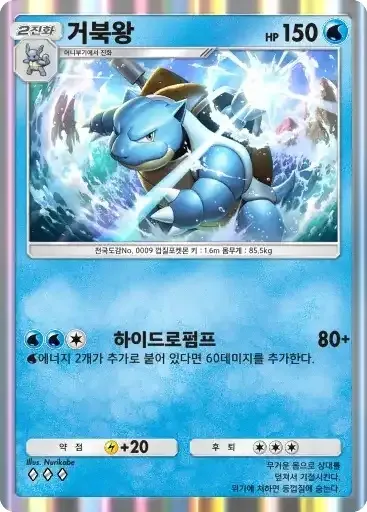 2진화 거북왕 HP 150
어니부기에서 진화
전국도감No. 0009 껍질포켓몬 키 : 1.6m 몸무게 : 85.5kg
하이드로펌프 80+
에너지 2개가 추가로 붙어 있다면 60데미지를 추가한다.
약점 +20 후퇴
Illus. Nurikabe
무거운 몸으로 상대를
덮쳐서 기절시킨다.
위기에 처하면 등껍질에 숨는다.